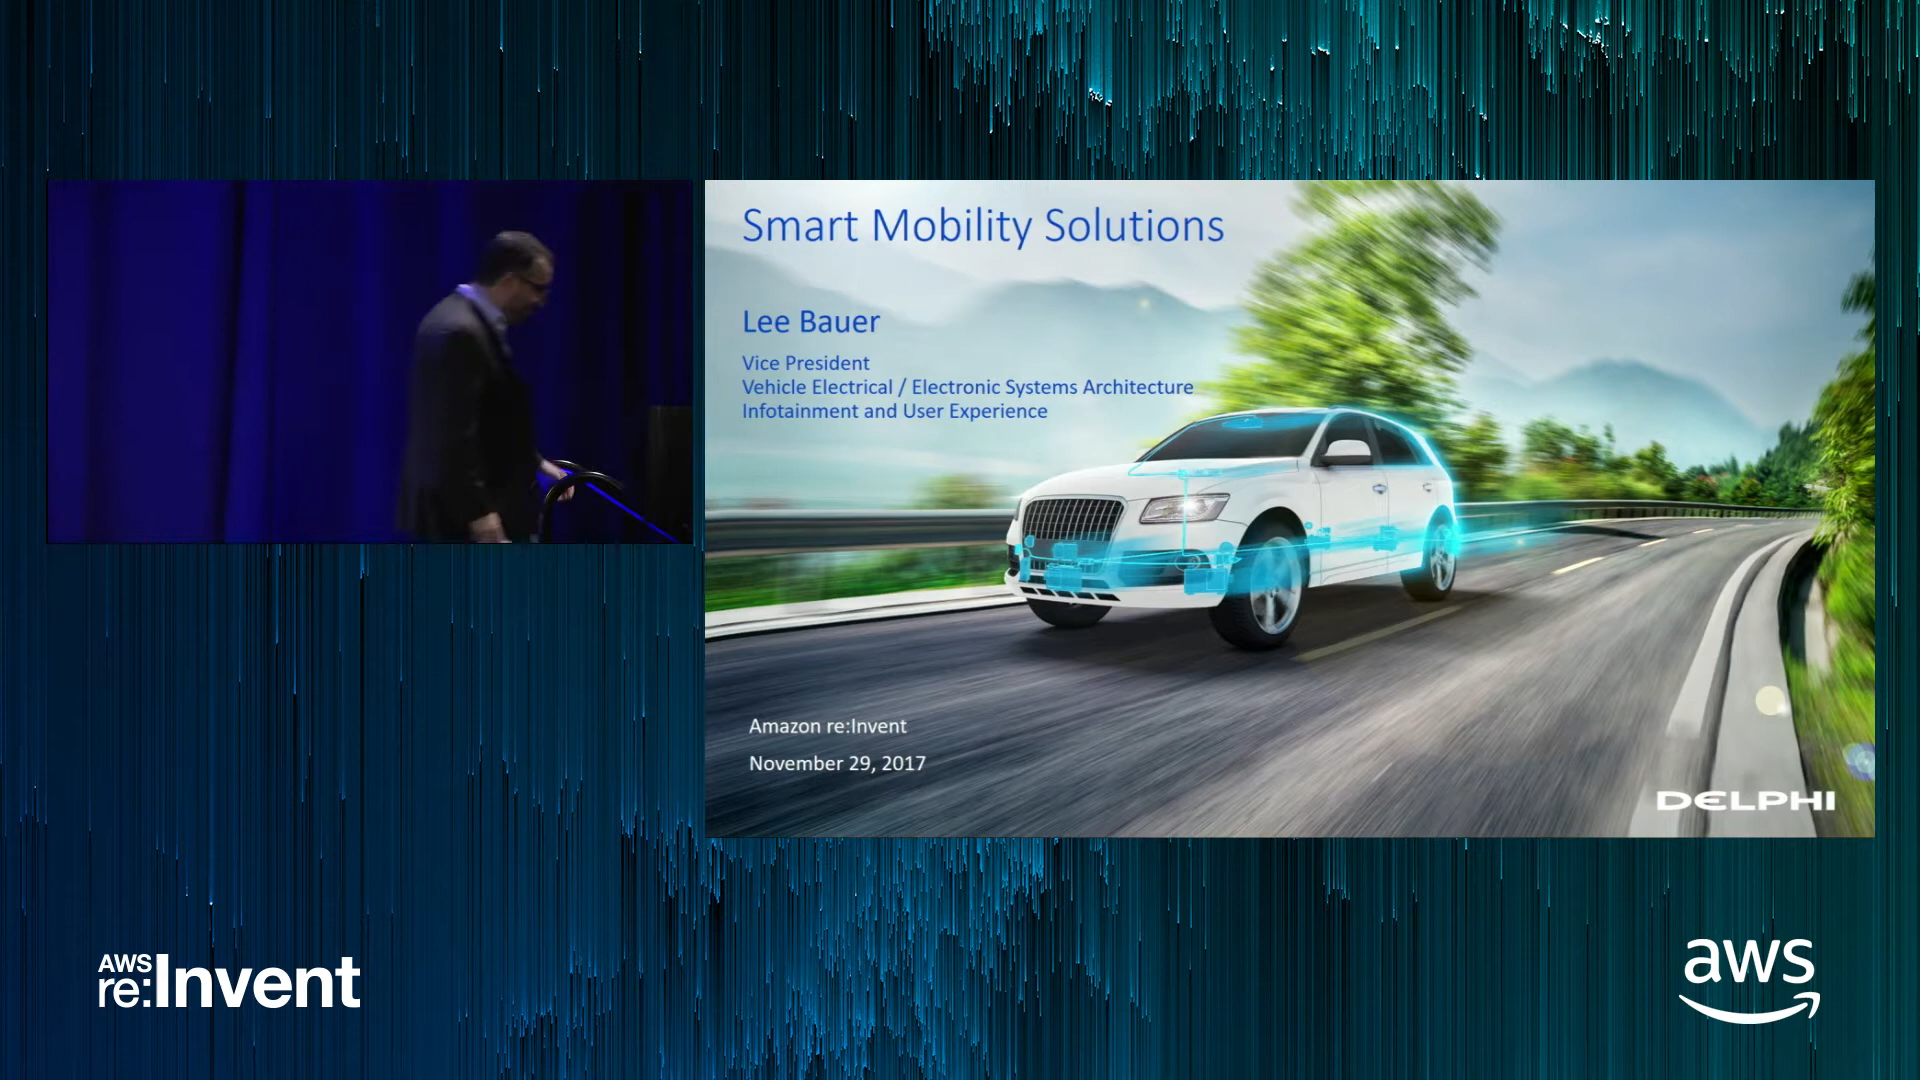 Smart Mobility Solutions
Lee Bauer
Vice President
Vehicle Electrical / Electronic Systems Architecture
Infotainment and User Experience
Amazon re:Invent
November 29, 2017
DELPHI
AWS
re:Invent
aws